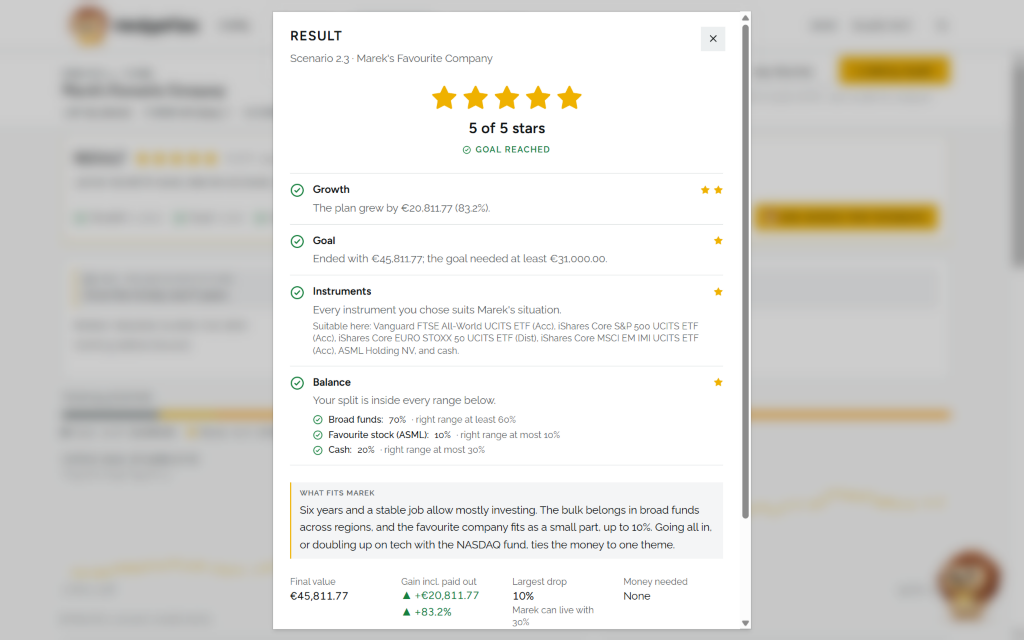 RESULT
Scenario 2.3 · Marek's Favourite Company
5 of 5 stars
GOAL REACHED
Growth
The plan grew by €20,811.77 (83.2%).
Goal
Ended with €45,811.77; the goal needed at least €31,000.00.
Instruments
Every instrument you chose suits Marek's situation.
Suitable here: Vanguard FTSE All-World UCITS ETF (Acc), iShares Core S&P 500 UCITS ETF
(Acc), iShares Core EURO STOXX 50 UCITS ETF (Dist), iShares Core MSCI EM IMI UCITS ETF
(Acc), ASML Holding NV, and cash.
Balance
Your split is inside every range below.
Broad funds: 70% · right range at least 60%
Favourite stock (ASML): 10% · right range at most 10%
Cash: 20% · right range at most 30%
WHAT FITS MAREK
Six years and a stable job allow mostly investing. The bulk belongs in broad funds
across regions, and the favourite company fits as a small part, up to 10%. Going all in,
or doubling up on tech with the NASDAQ fund, ties the money to one theme.
Final value
€45,811.77
Gain incl. paid out
▲ +€20,811.77
▲ +83.2%
Largest drop
10%
Marek can live with
30%
Money needed
None